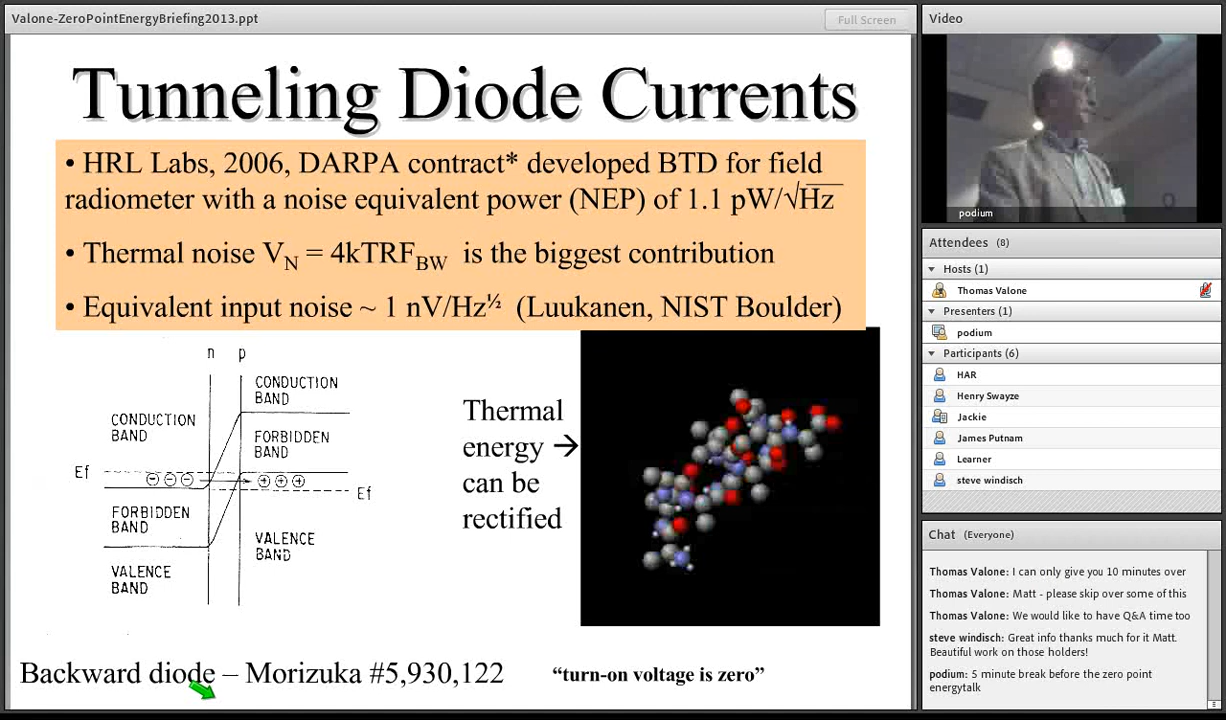 Valone-ZeroPointEnergyBriefing2013.ppt
Full Screen
Tunneling Diode Currents
• HRL Labs, 2006, DARPA contract* developed BTD for field
radiometer with a noise equivalent power (NEP) of 1.1 pW/√Hz
• Thermal noise VN = 4kTRFBW is the biggest contribution
• Equivalent input noise ~ 1 nV/Hz½ (Luukanen, NIST Boulder)
n p
CONDUCTION
BAND
CONDUCTION
BAND
FORBIDDEN
BAND
Ef
Ef
FORBIDDEN
BAND
VALENCE
BAND
VALENCE
BAND
Thermal
energy →
can be
rectified
Backward diode – Morizuka #5,930,122
“turn-on voltage is zero”
Video
podium
Attendees (8)
Hosts (1)
Thomas Valone
Presenters (1)
podium
Participants (6)
HAR
Henry Swayze
Jackie
James Putnam
Learner
steve windisch
Chat (Everyone)
Thomas Valone: I can only give you 10 minutes over
Thomas Valone: Matt - please skip over some of this
Thomas Valone: We would like to have Q&A time too
steve windisch: Great info thanks much for it Matt.
Beautiful work on those holders!
podium: 5 minute break before the zero point
energytalk